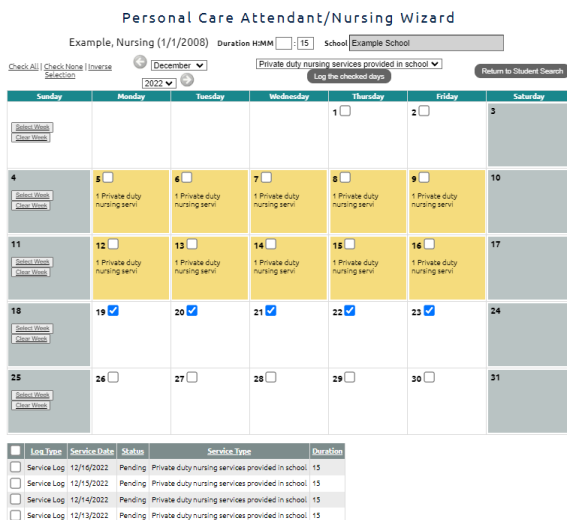 Personal Care Attendant/Nursing Wizard
Example, Nursing (1/1/2008) Duration H:MM : 15 School Example School
Check All | Check None | Inverse Selection
December
2022
Private duty nursing services provided in school
Log the checked days
Return to Student Search
Sunday Monday Tuesday Wednesday Thursday Friday Saturday
1 2 3
Select Week
Clear Week
4 5 6 7 8 9 10
Select Week
Clear Week
1 Private duty nursing servi
1 Private duty nursing servi
1 Private duty nursing servi
1 Private duty nursing servi
1 Private duty nursing servi
11 12 13 14 15 16 17
Select Week
Clear Week
1 Private duty nursing servi
1 Private duty nursing servi
1 Private duty nursing servi
1 Private duty nursing servi
1 Private duty nursing servi
18 19 20 21 22 23 24
Select Week
Clear Week
25 26 27 28 29 30 31
Select Week
Clear Week
Log Type Service Date Status Service Type Duration
Service Log 12/16/2022 Pending Private duty nursing services provided in school 15
Service Log 12/15/2022 Pending Private duty nursing services provided in school 15
Service Log 12/14/2022 Pending Private duty nursing services provided in school 15
Service Log 12/13/2022 Pending Private duty nursing services provided in school 15